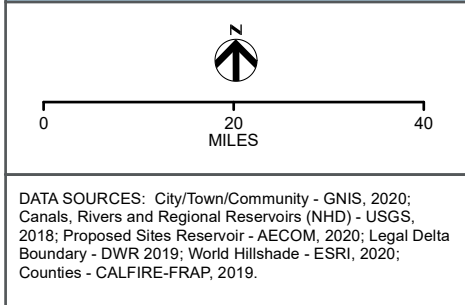 N
0 20 40
MILES
DATA SOURCES: City/Town/Community - GNIS, 2020;
Canals, Rivers and Regional Reservoirs (NHD) - USGS,
2018; Proposed Sites Reservoir - AECOM, 2020; Legal Delta
Boundary - DWR 2019; World Hillshade - ESRI, 2020;
Counties - CALFIRE-FRAP, 2019.